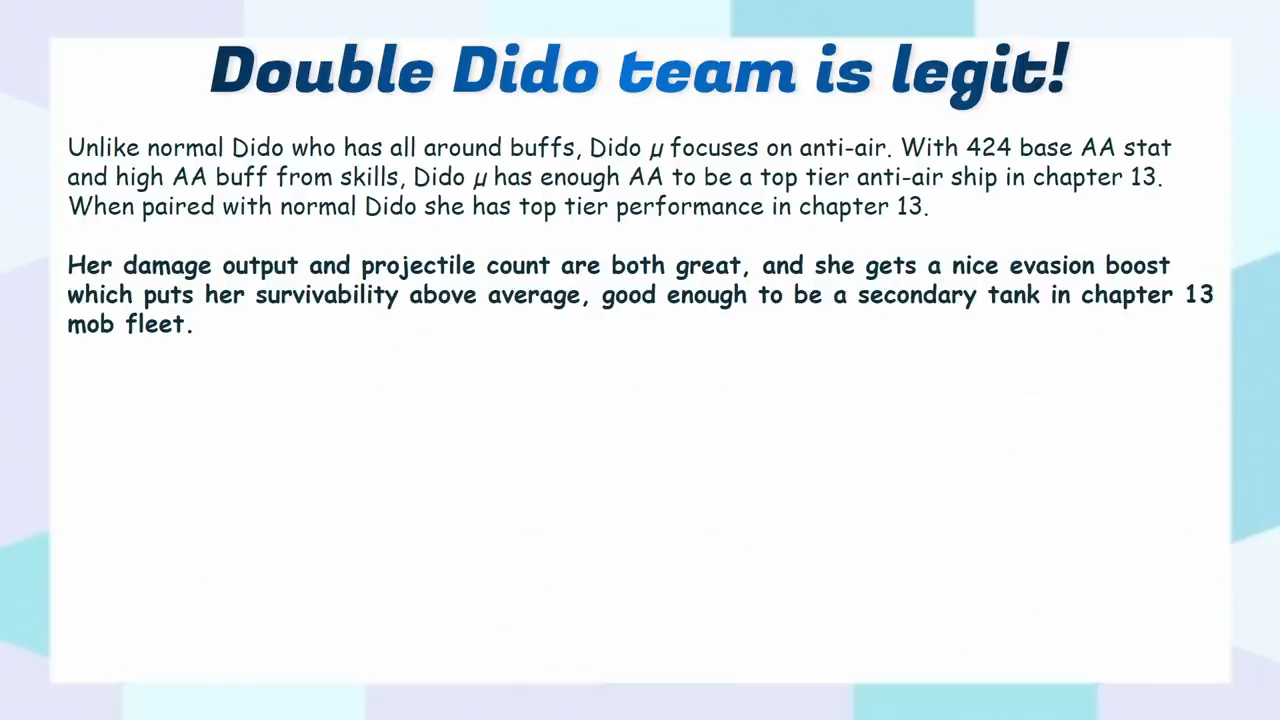 Double Dido team is legit!
Unlike normal Dido who has all around buffs, Dido μ focuses on anti-air. With 424 base AA stat
and high AA buff from skills, Dido μ has enough AA to be a top tier anti-air ship in chapter 13.
When paired with normal Dido she has top tier performance in chapter 13.
Her damage output and projectile count are both great, and she gets a nice evasion boost
which puts her survivability above average, good enough to be a secondary tank in chapter 13
mob fleet.